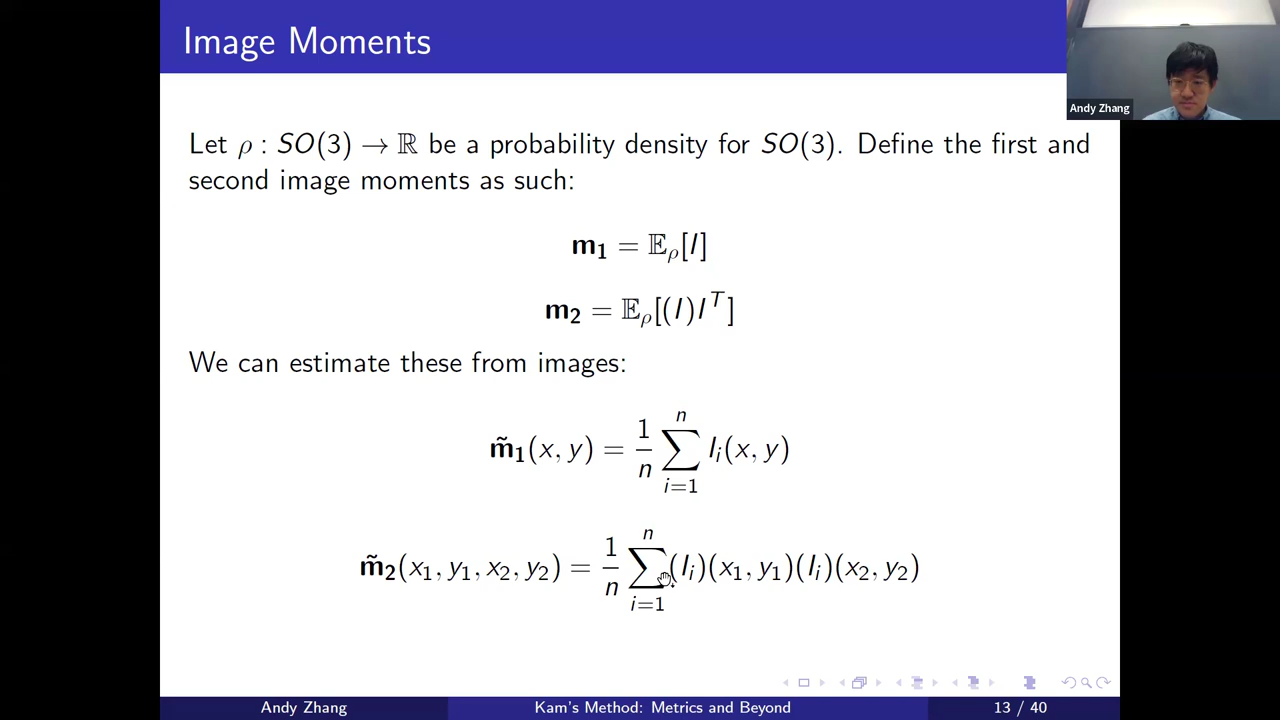 Image Moments
Andy Zhang
Let ρ : SO(3) → ℝ be a probability density for SO(3). Define the first and
second image moments as such:
m₁ = 𝔼ρ[I]
m₂ = 𝔼ρ[(I)Iᵀ]
We can estimate these from images:
m̃₁(x, y) = 1/n ∑ᵢ₌₁ⁿ Iᵢ(x, y)
m̃₂(x₁, y₁, x₂, y₂) = 1/n ∑ᵢ₌₁ⁿ (Iᵢ)(x₁, y₁)(Iᵢ)(x₂, y₂)
Andy Zhang Kam's Method: Metrics and Beyond 13 / 40